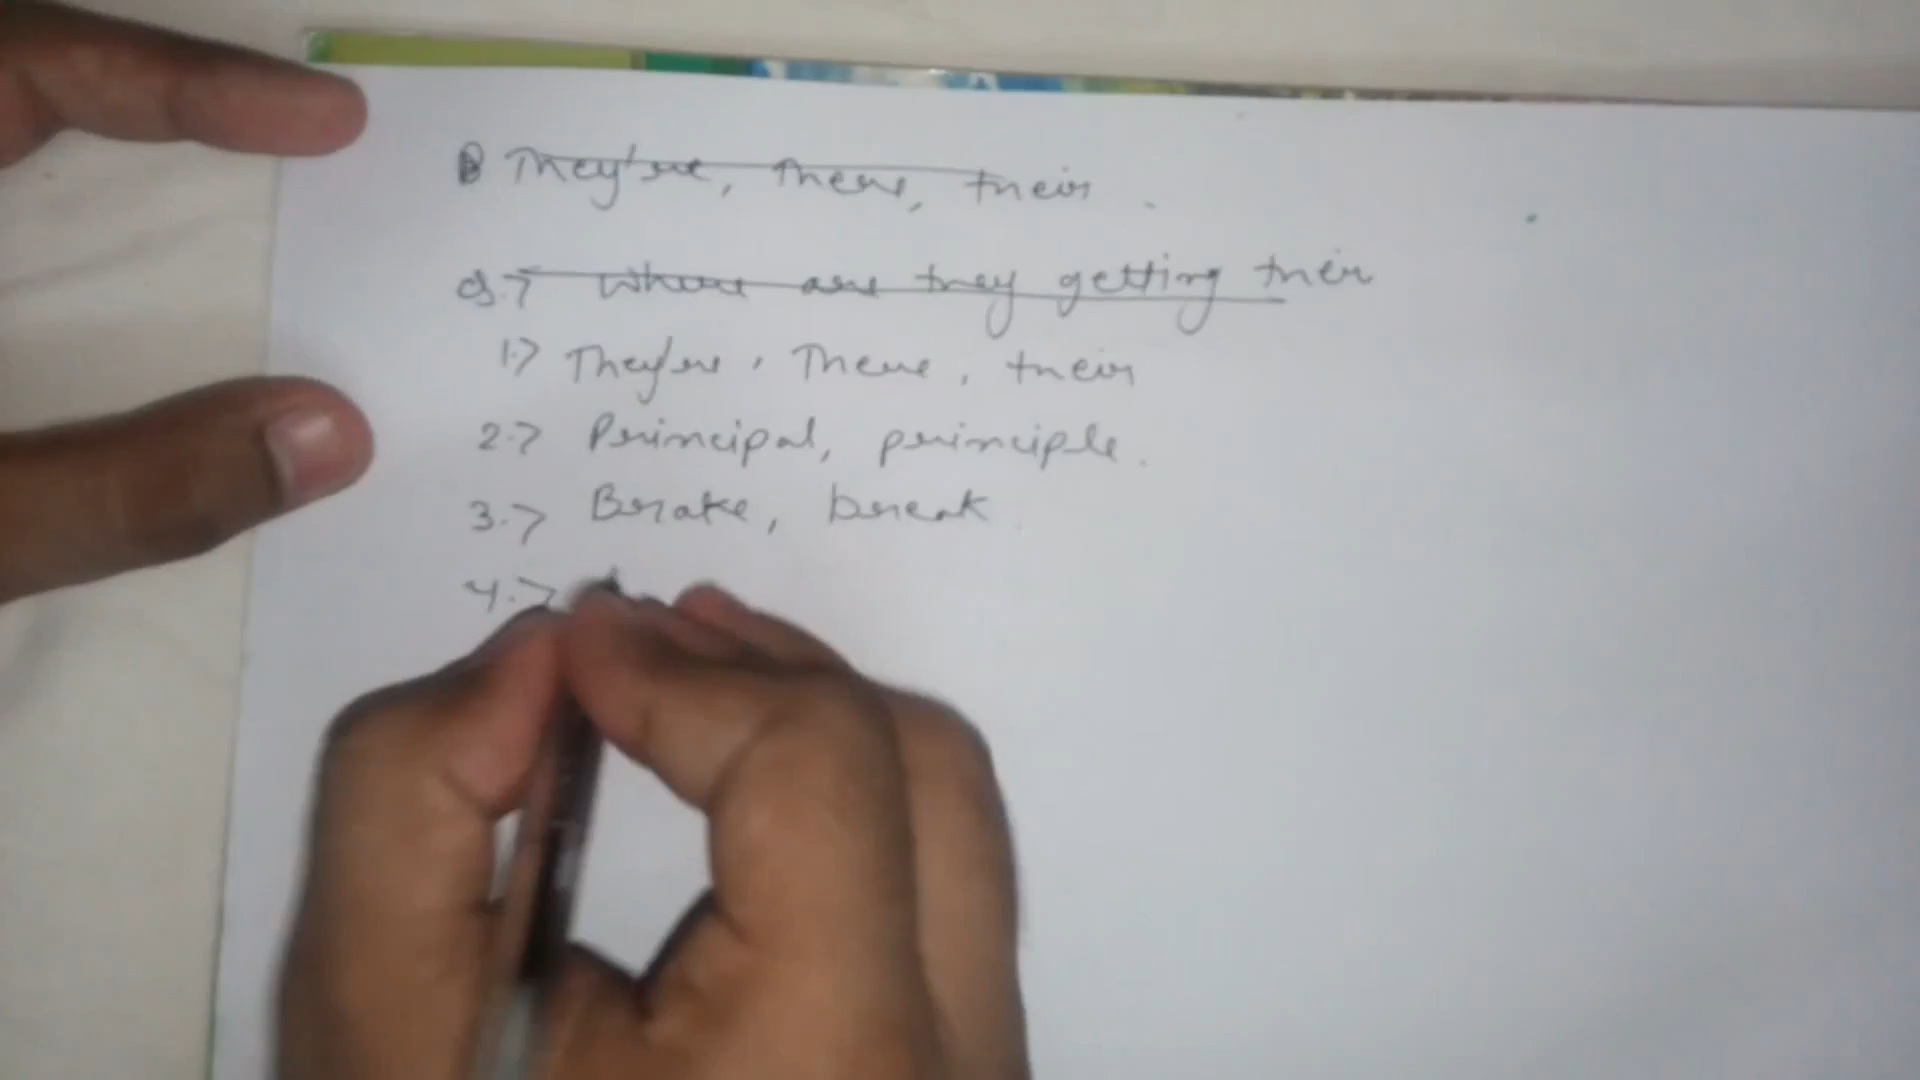 They're, There, their.
Q.> Where are they getting their
1.> They're, There, their
2.> Principal, principle.
3.> Brake, break
4.>